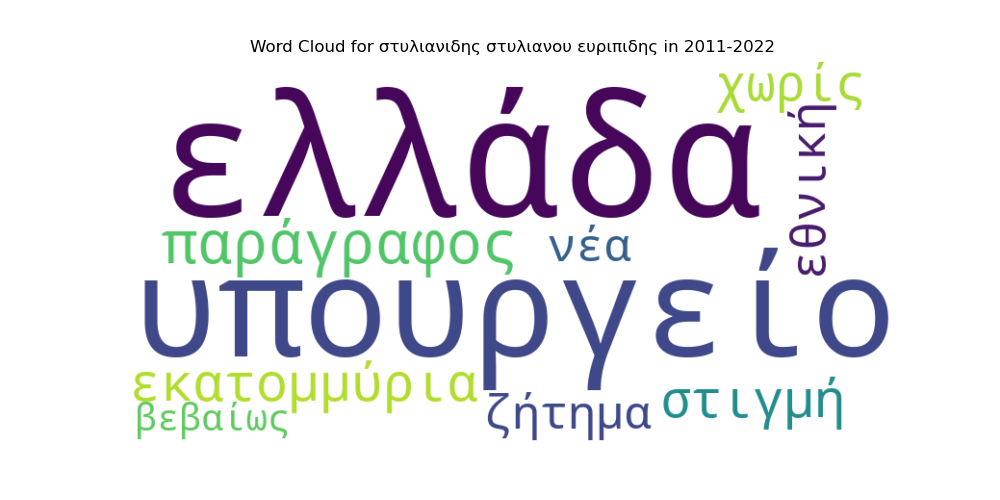 Word Cloud for στυλιανιδης στυλιανου ευριπιδης in 2011-2022
χωρίς
ελλάδα
εθνική
παράγραφος
νέα
υπουργείο
εκατομμύρια
στιγμή
ζήτημα
βεβαίως